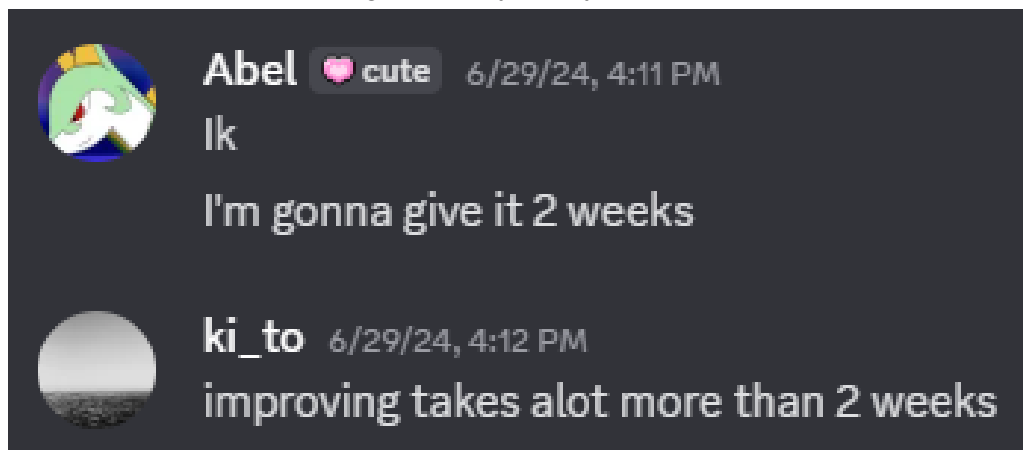 Abel cute 6/29/24, 4:11 PM
Ik
I'm gonna give it 2 weeks
ki_to 6/29/24, 4:12 PM
improving takes alot more than 2 weeks